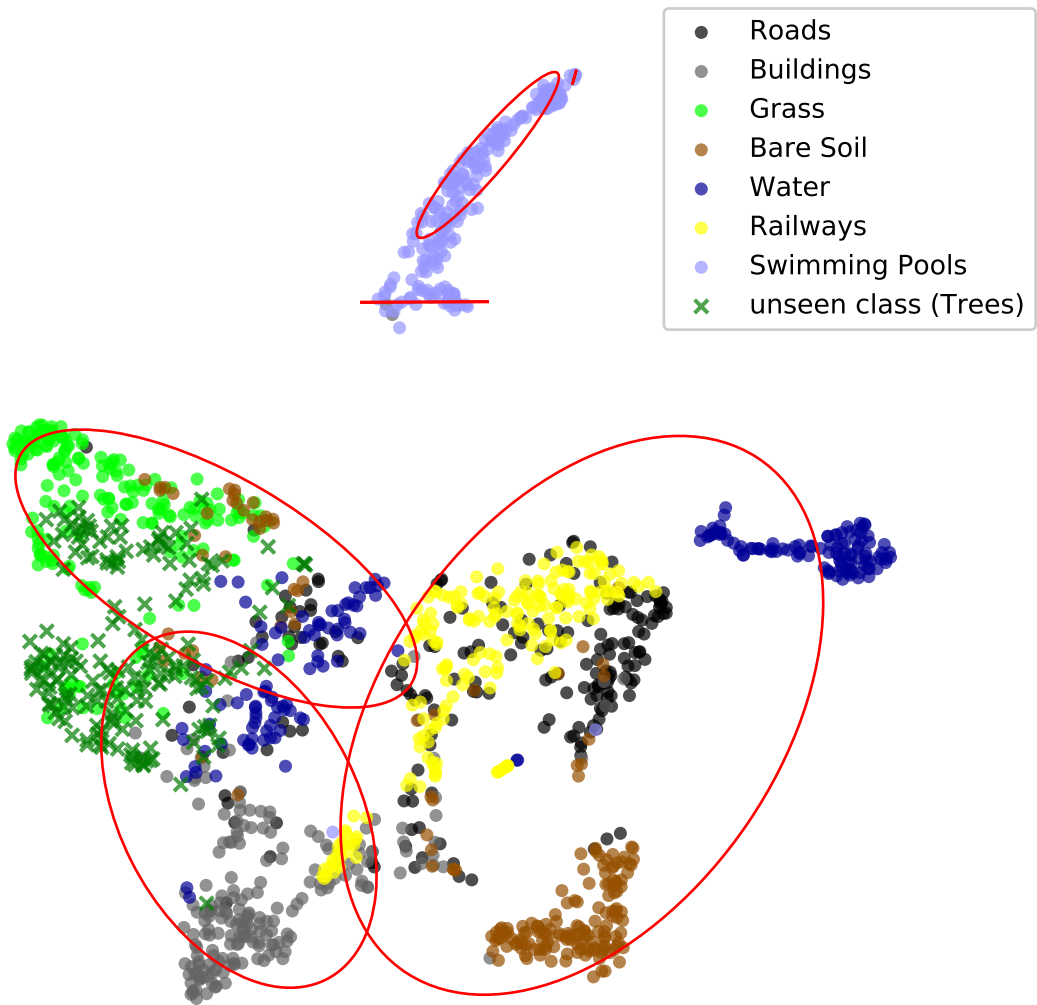 Roads
Buildings
Grass
Bare Soil
Water
Railways
Swimming Pools
unseen class (Trees)